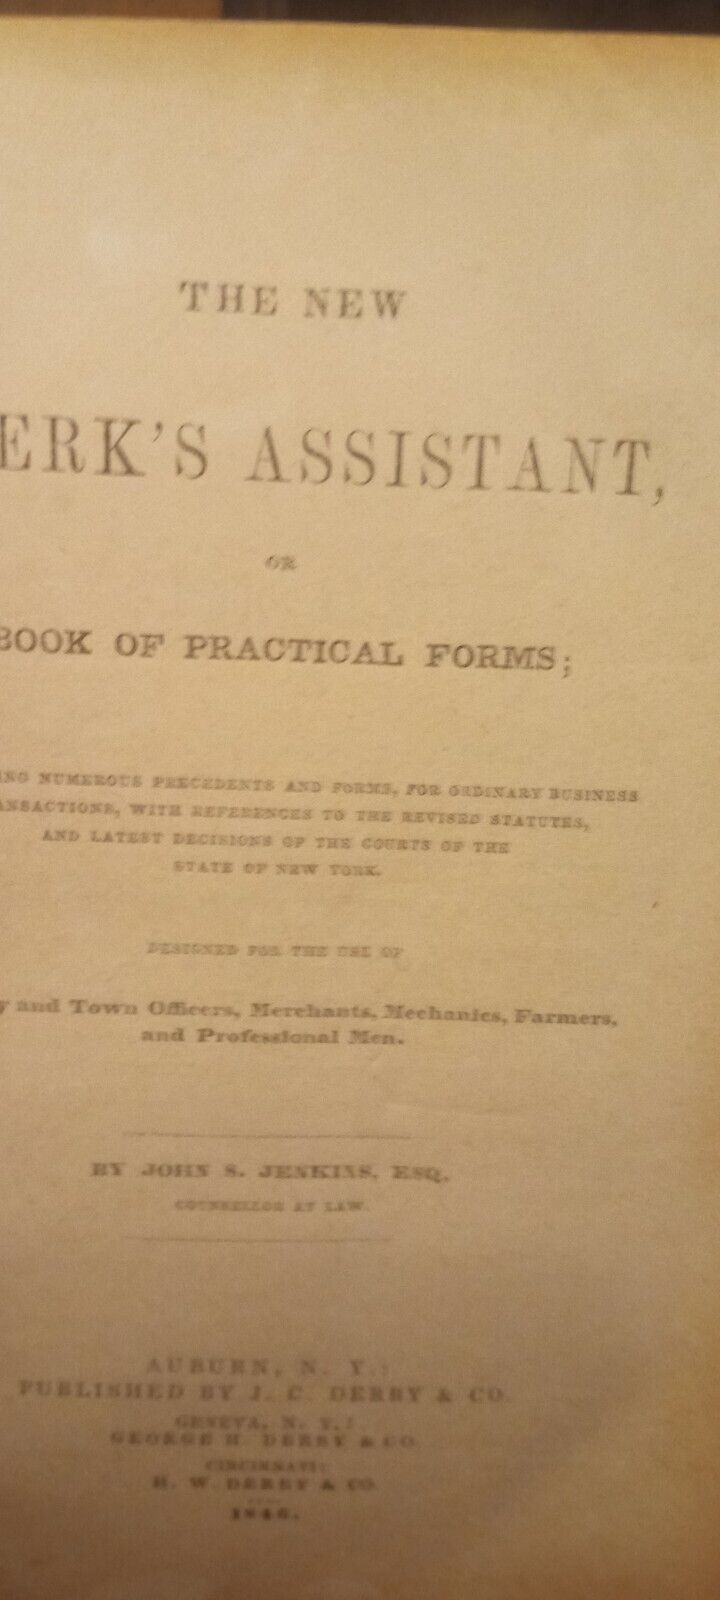 THE NEW
ERK'S ASSISTANT,
OR
BOOK OF PRACTICAL FORMS;
ING NUMEROUS PRECEDENTS AND FORMS, FOR ORDINARY BUSINESS
ANSACTIONS, WITH REFERENCES TO THE REVISED STATUTES,
AND LATEST DECISIONS OF THE COURTS OF THE
STATE OF NEW YORK.
DESIGNED FOR THE USE OF
y and Town Officers, Merchants, Mechanics, Farmers,
and Professional Men.
BY JOHN S. JENKINS, ESQ.
COUNSELLOR AT LAW.
AUBURN, N. Y.:
PUBLISHED BY J. C. DERBY & CO.
GENEVA, N. Y.:
GEORGE H. DERBY & CO.
CINCINNATI:
H. W. DERBY & CO.
1846.